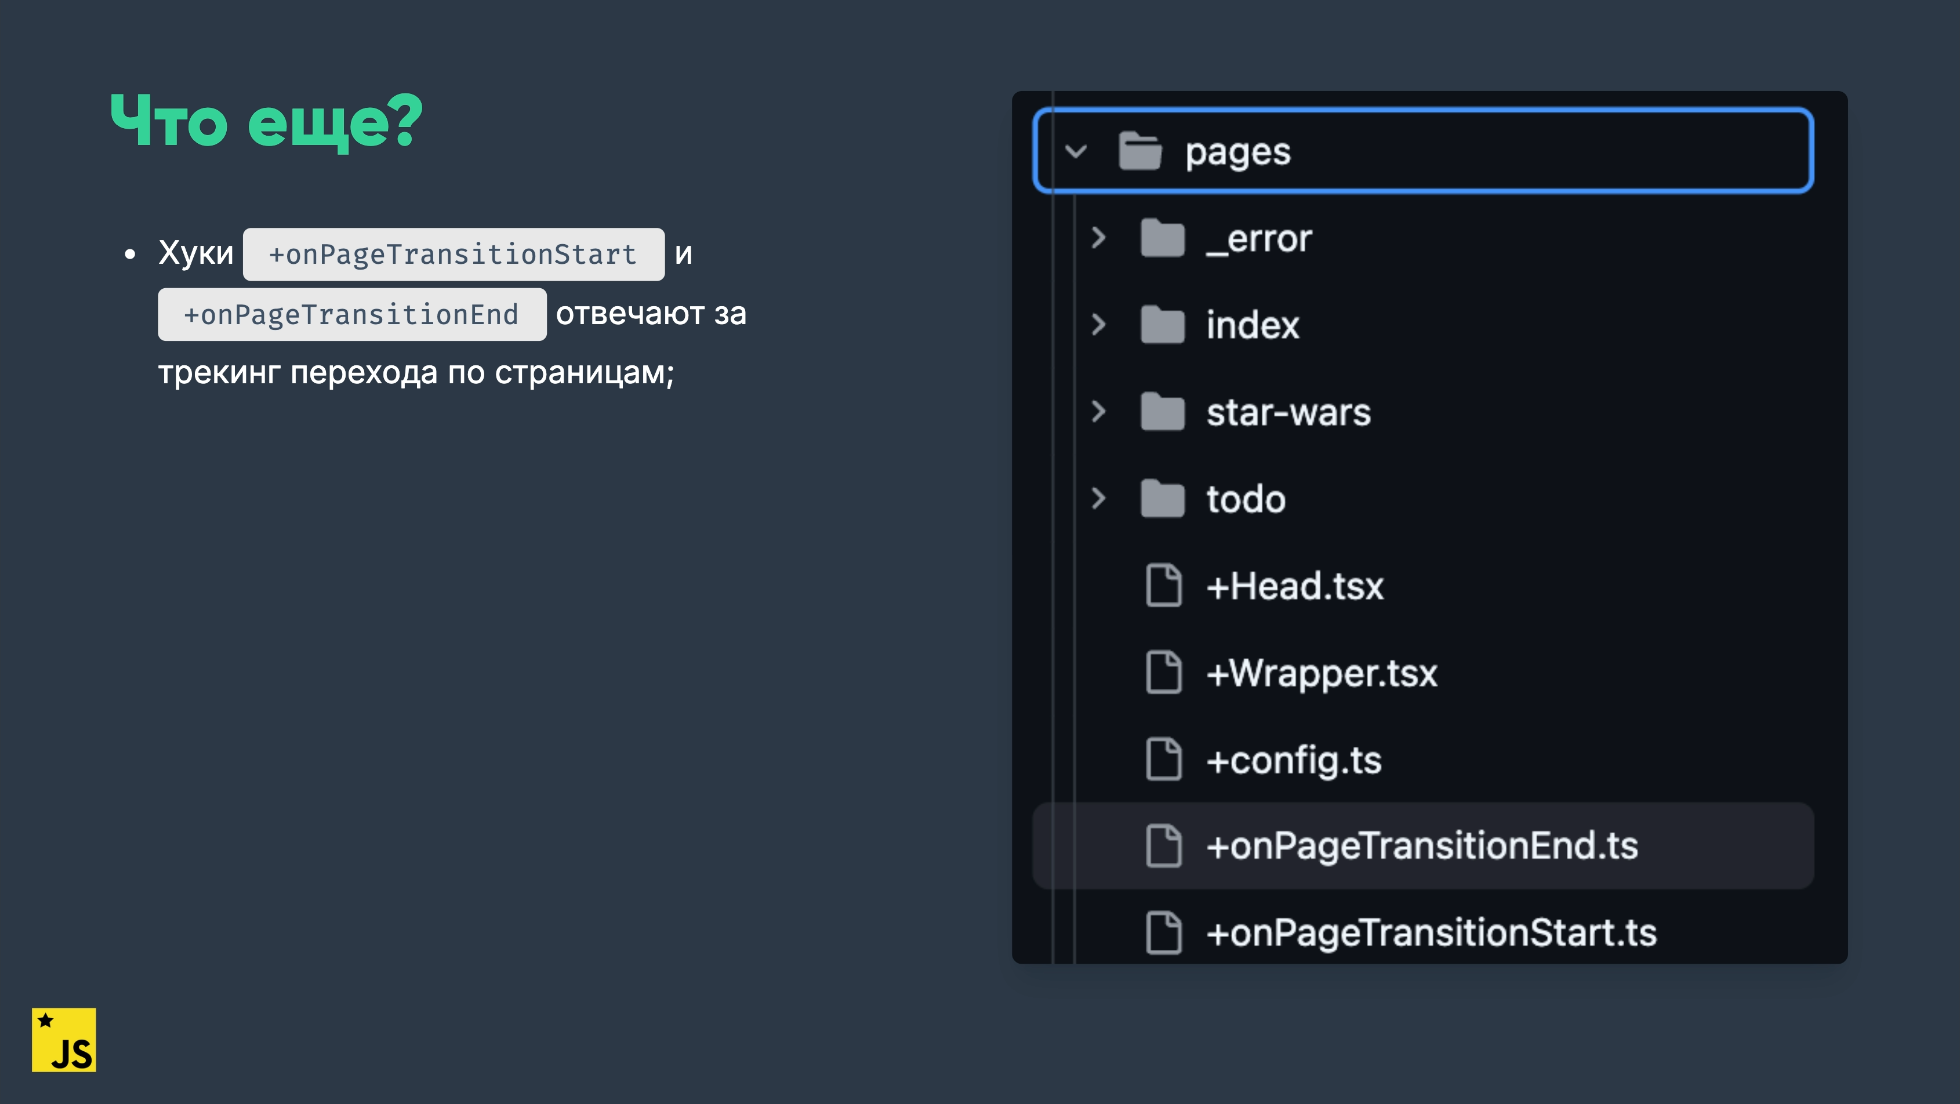 Что еще?
Хуки +onPageTransitionStart и
+onPageTransitionEnd отвечают за
трекинг перехода по страницам;
pages
_error
index
star-wars
todo
+Head.tsx
+Wrapper.tsx
+config.ts
+onPageTransitionEnd.ts
+onPageTransitionStart.ts
JS